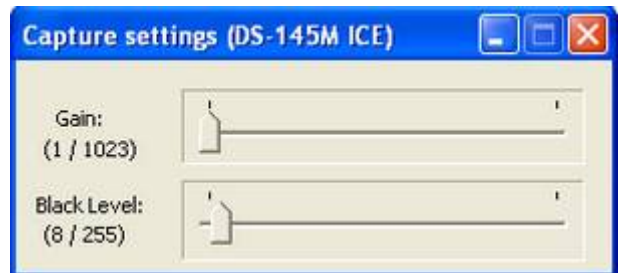 Capture settings (DS-145M ICE)
Gain:
(1 / 1023)
Black Level:
(8 / 255)